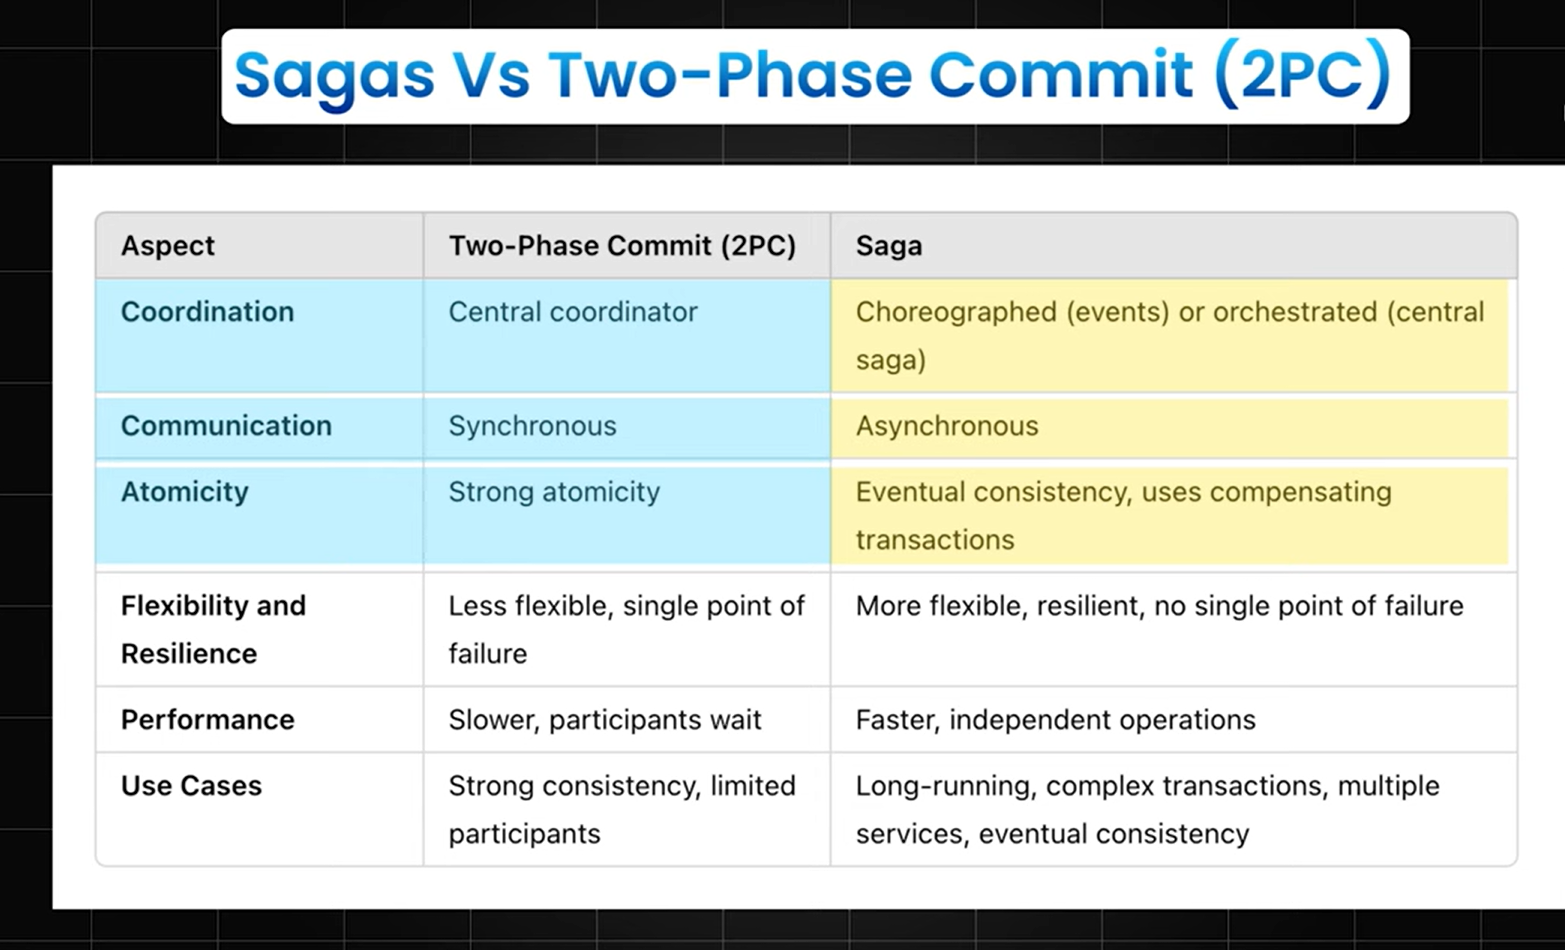 Sagas Vs Two-Phase Commit (2PC)
Aspect
Two-Phase Commit (2PC)
Saga
Coordination
Central coordinator
Choreographed (events) or orchestrated (central
saga)
Communication
Synchronous
Asynchronous
Atomicity
Strong atomicity
Eventual consistency, uses compensating
transactions
Flexibility and
Resilience
Less flexible, single point of
failure
More flexible, resilient, no single point of failure
Performance
Slower, participants wait
Faster, independent operations
Use Cases
Strong consistency, limited
participants
Long-running, complex transactions, multiple
services, eventual consistency